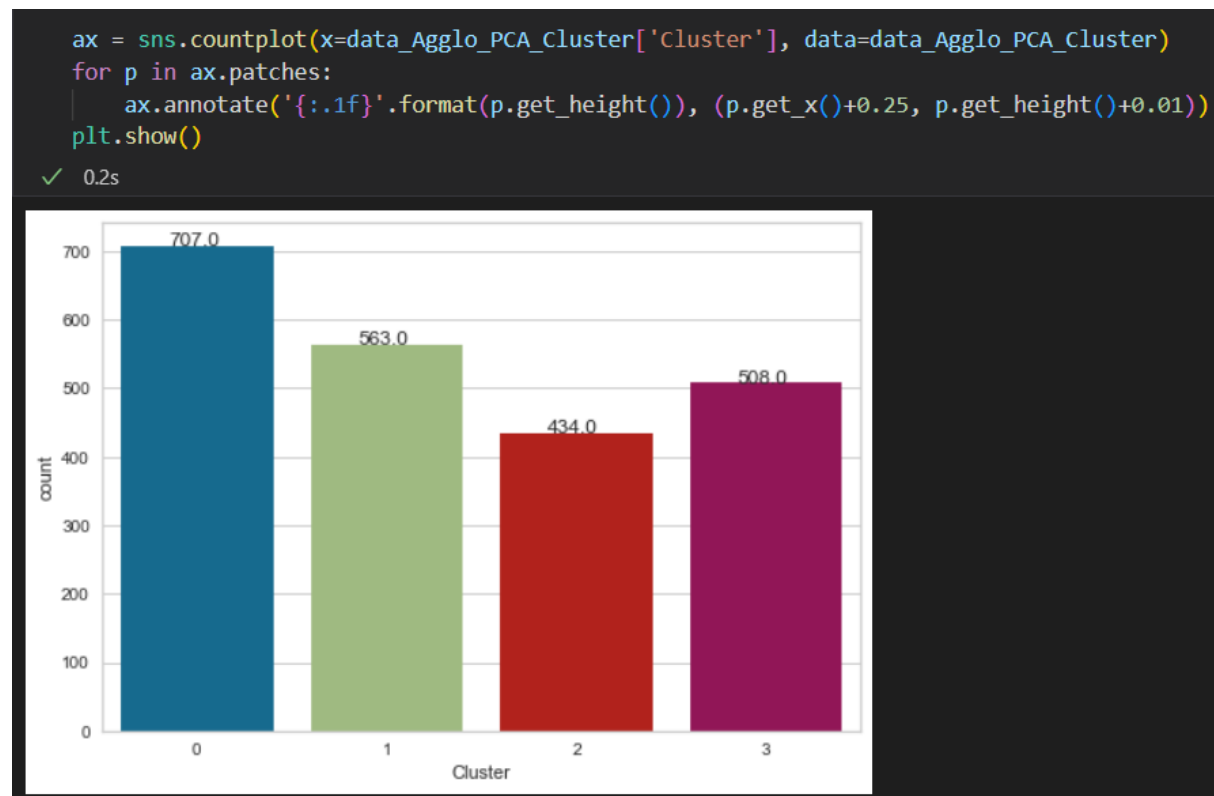 ax = sns.countplot(x=data_Agglo_PCA_Cluster['Cluster'], data=data_Agglo_PCA_Cluster)
for p in ax.patches:
    ax.annotate('{:.1f}'.format(p.get_height()), (p.get_x()+0.25, p.get_height()+0.01))
plt.show()
✓ 0.2s
707.0
700
600
563.0
508.0
500
434.0
400
count
300
200
100
0
0 1 2 3
Cluster